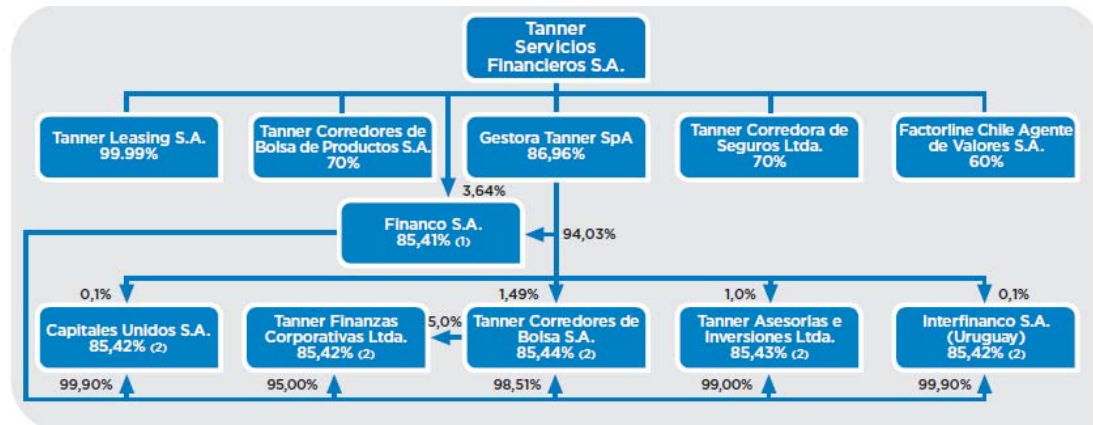 Tanner
Servicios
Financieros S.A.
Tanner Leasing S.A.
99.99%
Tanner Corredores de
Bolsa de Productos S.A.
70%
Gestora Tanner SpA
86,96%
Tanner Corredora de
Seguros Ltda.
70%
Factorline Chile Agente
de Valores S.A.
60%
3,64%
Financo S.A.
85,41% (1)
94,03%
0,1%
1,49%
1,0%
0,1%
Capitales Unidos S.A.
85,42% (2)
Tanner Finanzas
Corporativas Ltda.
85,42% (2)
5,0%
Tanner Corredores de
Bolsa S.A.
85,44% (2)
Tanner Asesorias e
Inversiones Ltda.
85,43% (2)
Interfinanco S.A.
(Uruguay)
85,42% (2)
99,90%
95,00%
98,51%
99,00%
99,90%